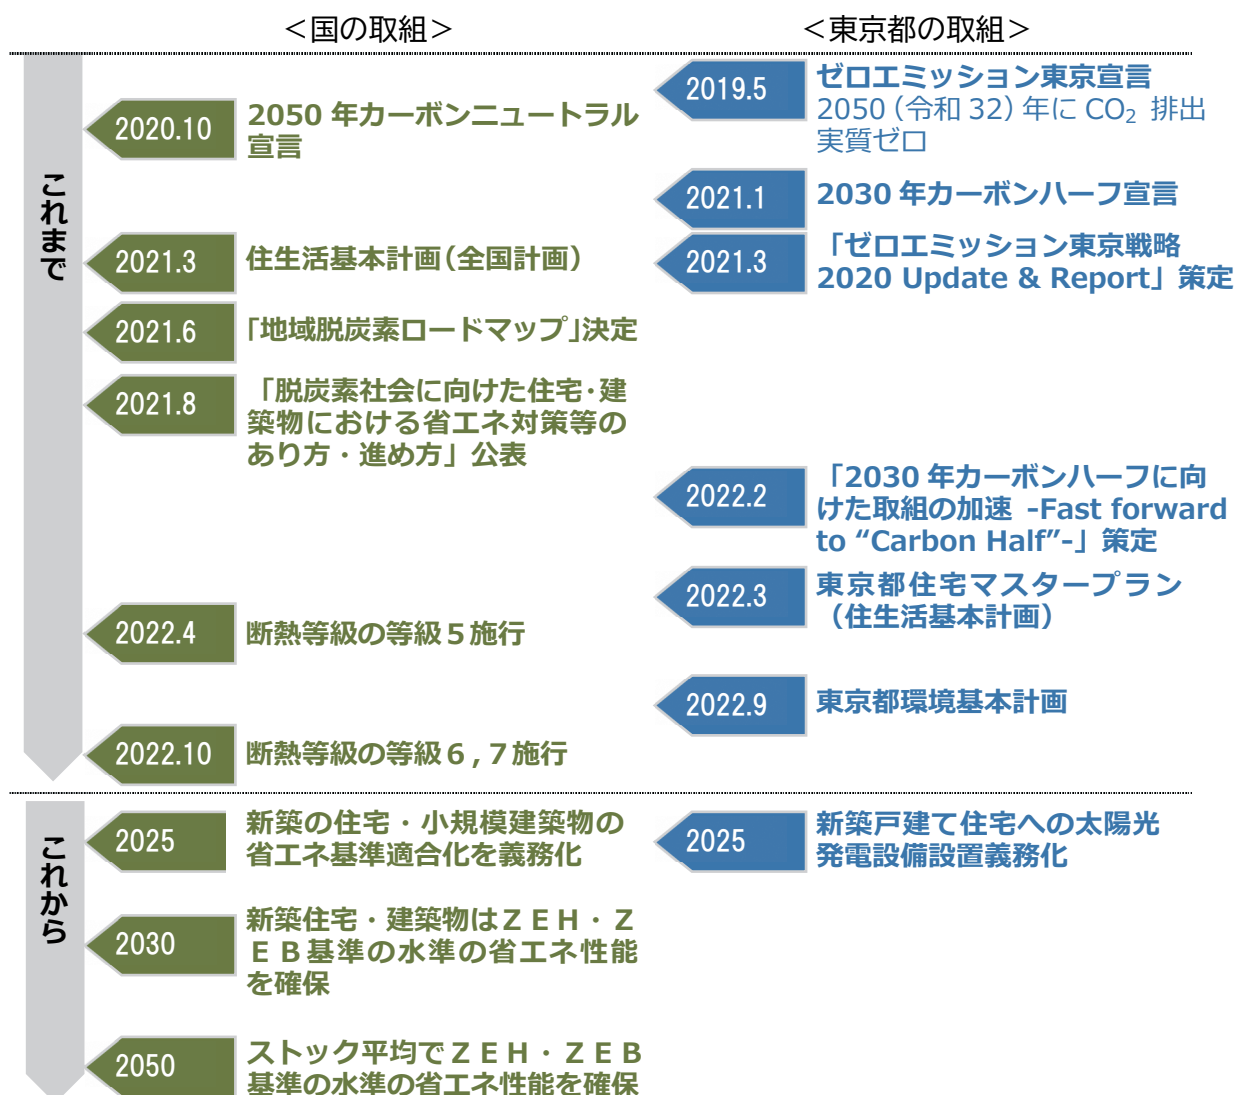 ＜国の取組＞
＜東京都の取組＞
これまで
2020.10
2050 年カーボンニュートラル
宣言
2021.3
住生活基本計画（全国計画）
2021.6
「地域脱炭素ロードマップ」決定
2021.8
「脱炭素社会に向けた住宅・建
築物における省エネ対策等の
あり方・進め方」公表
2022.4
断熱等級の等級５施行
2022.10
断熱等級の等級６,７施行
2019.5
ゼロエミッション東京宣言
2050（令和 32）年に CO₂ 排出
実質ゼロ
2021.1
2030 年カーボンハーフ宣言
2021.3
「ゼロエミッション東京戦略
2020 Update & Report」策定
2022.2
「2030 年カーボンハーフに向
けた取組の加速 -Fast forward
to “Carbon Half”-」策定
2022.3
東京都住宅マスタープラン
（住生活基本計画）
2022.9
東京都環境基本計画
これから
2025
新築の住宅・小規模建築物の
省エネ基準適合化を義務化
2030
新築住宅・建築物はＺＥＨ・Ｚ
ＥＢ基準の水準の省エネ性能
を確保
2050
ストック平均でＺＥＨ・ＺＥＢ
基準の水準の省エネ性能を確保
2025
新築戸建て住宅への太陽光
発電設備設置義務化